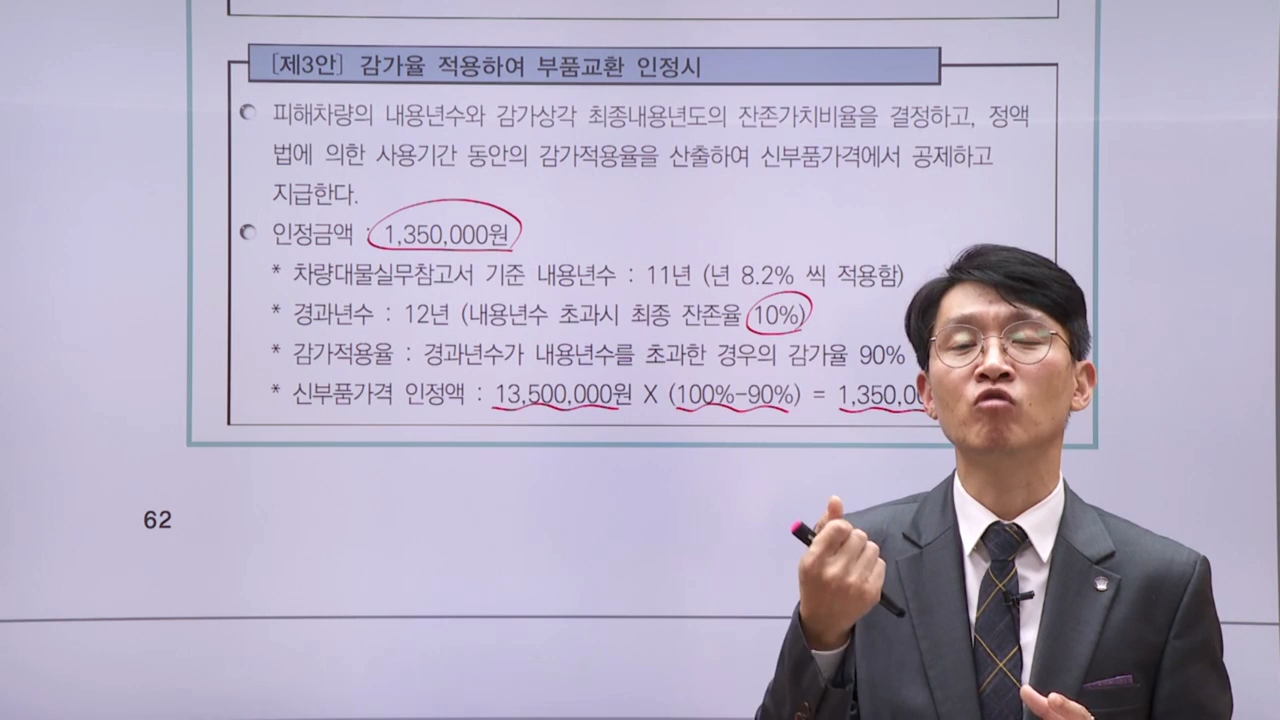 [제3안] 감가율 적용하여 부품교환 인정시
피해차량의 내용년수와 감가상각 최종내용년도의 잔존가치비율을 결정하고, 정액
법에 의한 사용기간 동안의 감가적용율을 산출하여 신부품가격에서 공제하고
지급한다.
인정금액 : 1,350,000원
* 차량대물실무참고서 기준 내용년수 : 11년 (년 8.2% 씩 적용함)
* 경과년수 : 12년 (내용년수 초과시 최종 잔존율 10%)
* 감가적용율 : 경과년수가 내용년수를 초과한 경우의 감가율 90%
* 신부품가격 인정액 : 13,500,000원 X (100%-90%) = 1,350,00
62